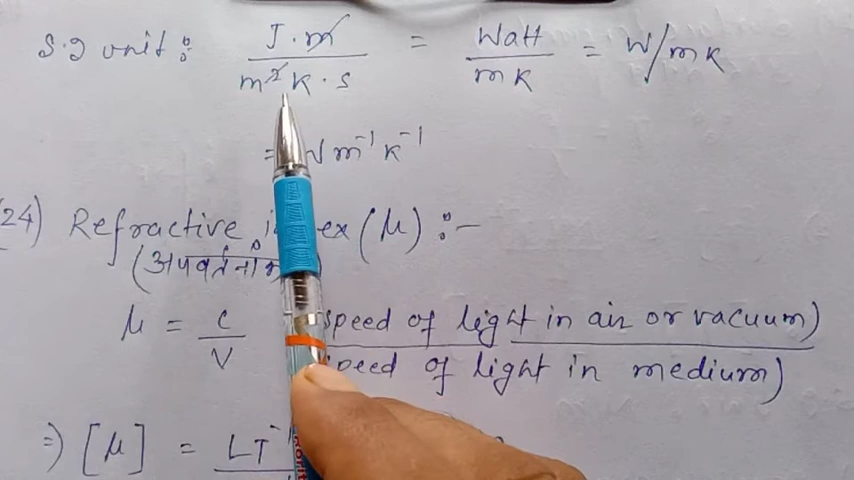 S.I unit : J·m / m²K·s = Watt / mK = W/mK
= W m⁻¹ K⁻¹
24) Refractive i ex (μ) :-
(अपवर्तनां
μ = c / v speed of light in air or vacuum) / speed of light in medium)
⇒ [μ] = LT⁻¹